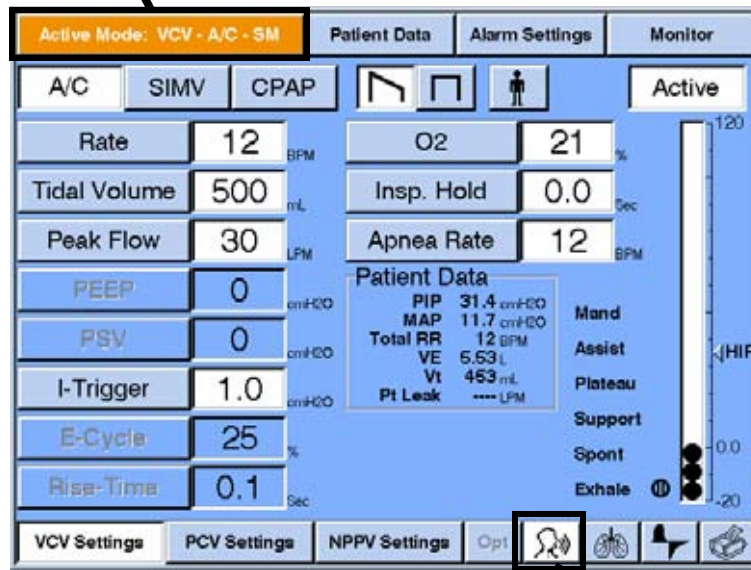 Active Mode: VCV - A/C - SM Patient Data Alarm Settings Monitor
A/C SIMV CPAP Active
120
Rate 12 BPM O2 21 %
Tidal Volume 500 mL Insp. Hold 0.0 Sec
Peak Flow 30 LPM Apnea Rate 12 BPM
PEEP 0 cmH2O
PSV 0 cmH2O
I-Trigger 1.0 cmH2O
E-Cycle 25 %
Rise-Time 0.1 Sec
Patient Data
PIP 31.4 cmH2O
MAP 11.7 cmH2O
Total RR 12 BPM
VE 5.53 L
Vt 453 mL
Pt Leak ---- LPM
Mand
Assist
Plateau
Support
Spont
Exhale
HIP
0.0
-20
VCV Settings PCV Settings NPPV Settings Opt